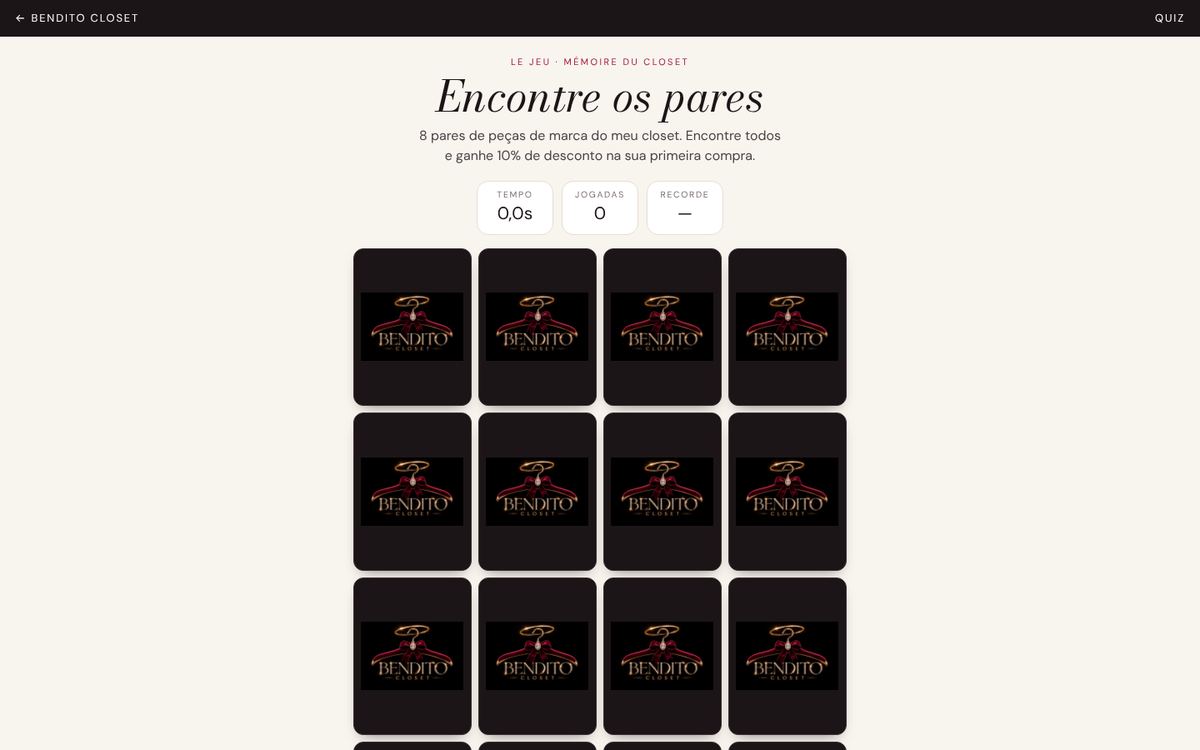 ← BENDITO CLOSET
QUIZ
LE JEU · MÉMOIRE DU CLOSET
Encontre os pares
8 pares de peças de marca do meu closet. Encontre todos
e ganhe 10% de desconto na sua primeira compra.
TEMPO
0,0s
JOGADAS
0
RECORDE
—
BENDITO
CLOSET
BENDITO
CLOSET
BENDITO
CLOSET
BENDITO
CLOSET
BENDITO
CLOSET
BENDITO
CLOSET
BENDITO
CLOSET
BENDITO
CLOSET
BENDITO
CLOSET
BENDITO
CLOSET
BENDITO
CLOSET
BENDITO
CLOSET